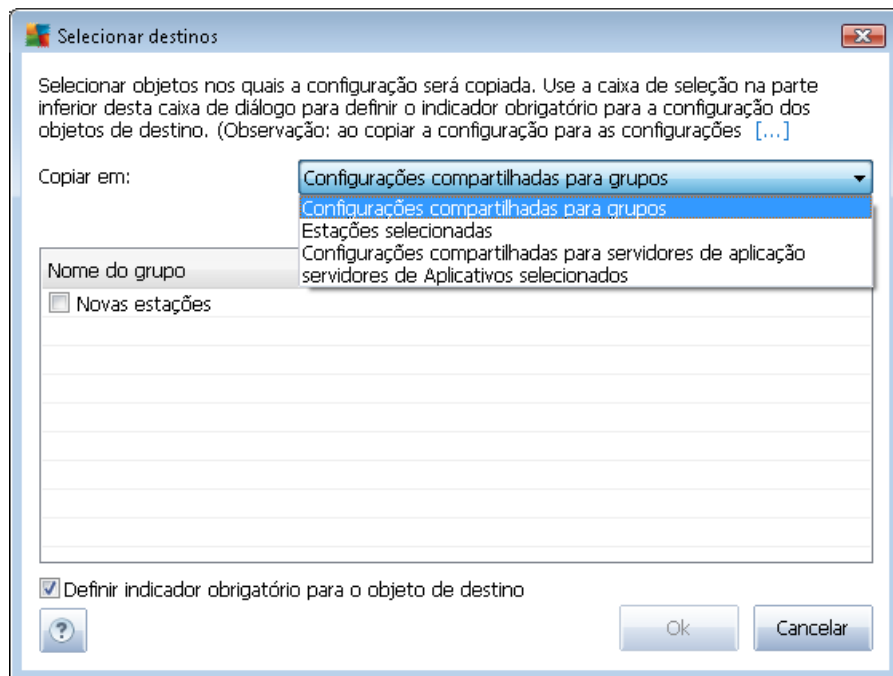 Selecionar destinos
Selecionar objetos nos quais a configuração será copiada. Use a caixa de seleção na parte
inferior desta caixa de diálogo para definir o indicador obrigatório para a configuração dos
objetos de destino. (Observação: ao copiar a configuração para as configurações [...]
Copiar em:
Configurações compartilhadas para grupos
Configurações compartilhadas para grupos
Estações selecionadas
Configurações compartilhadas para servidores de aplicação
servidores de Aplicativos selecionados
Nome do grupo
Novas estações
Definir indicador obrigatório para o objeto de destino
?
Ok
Cancelar